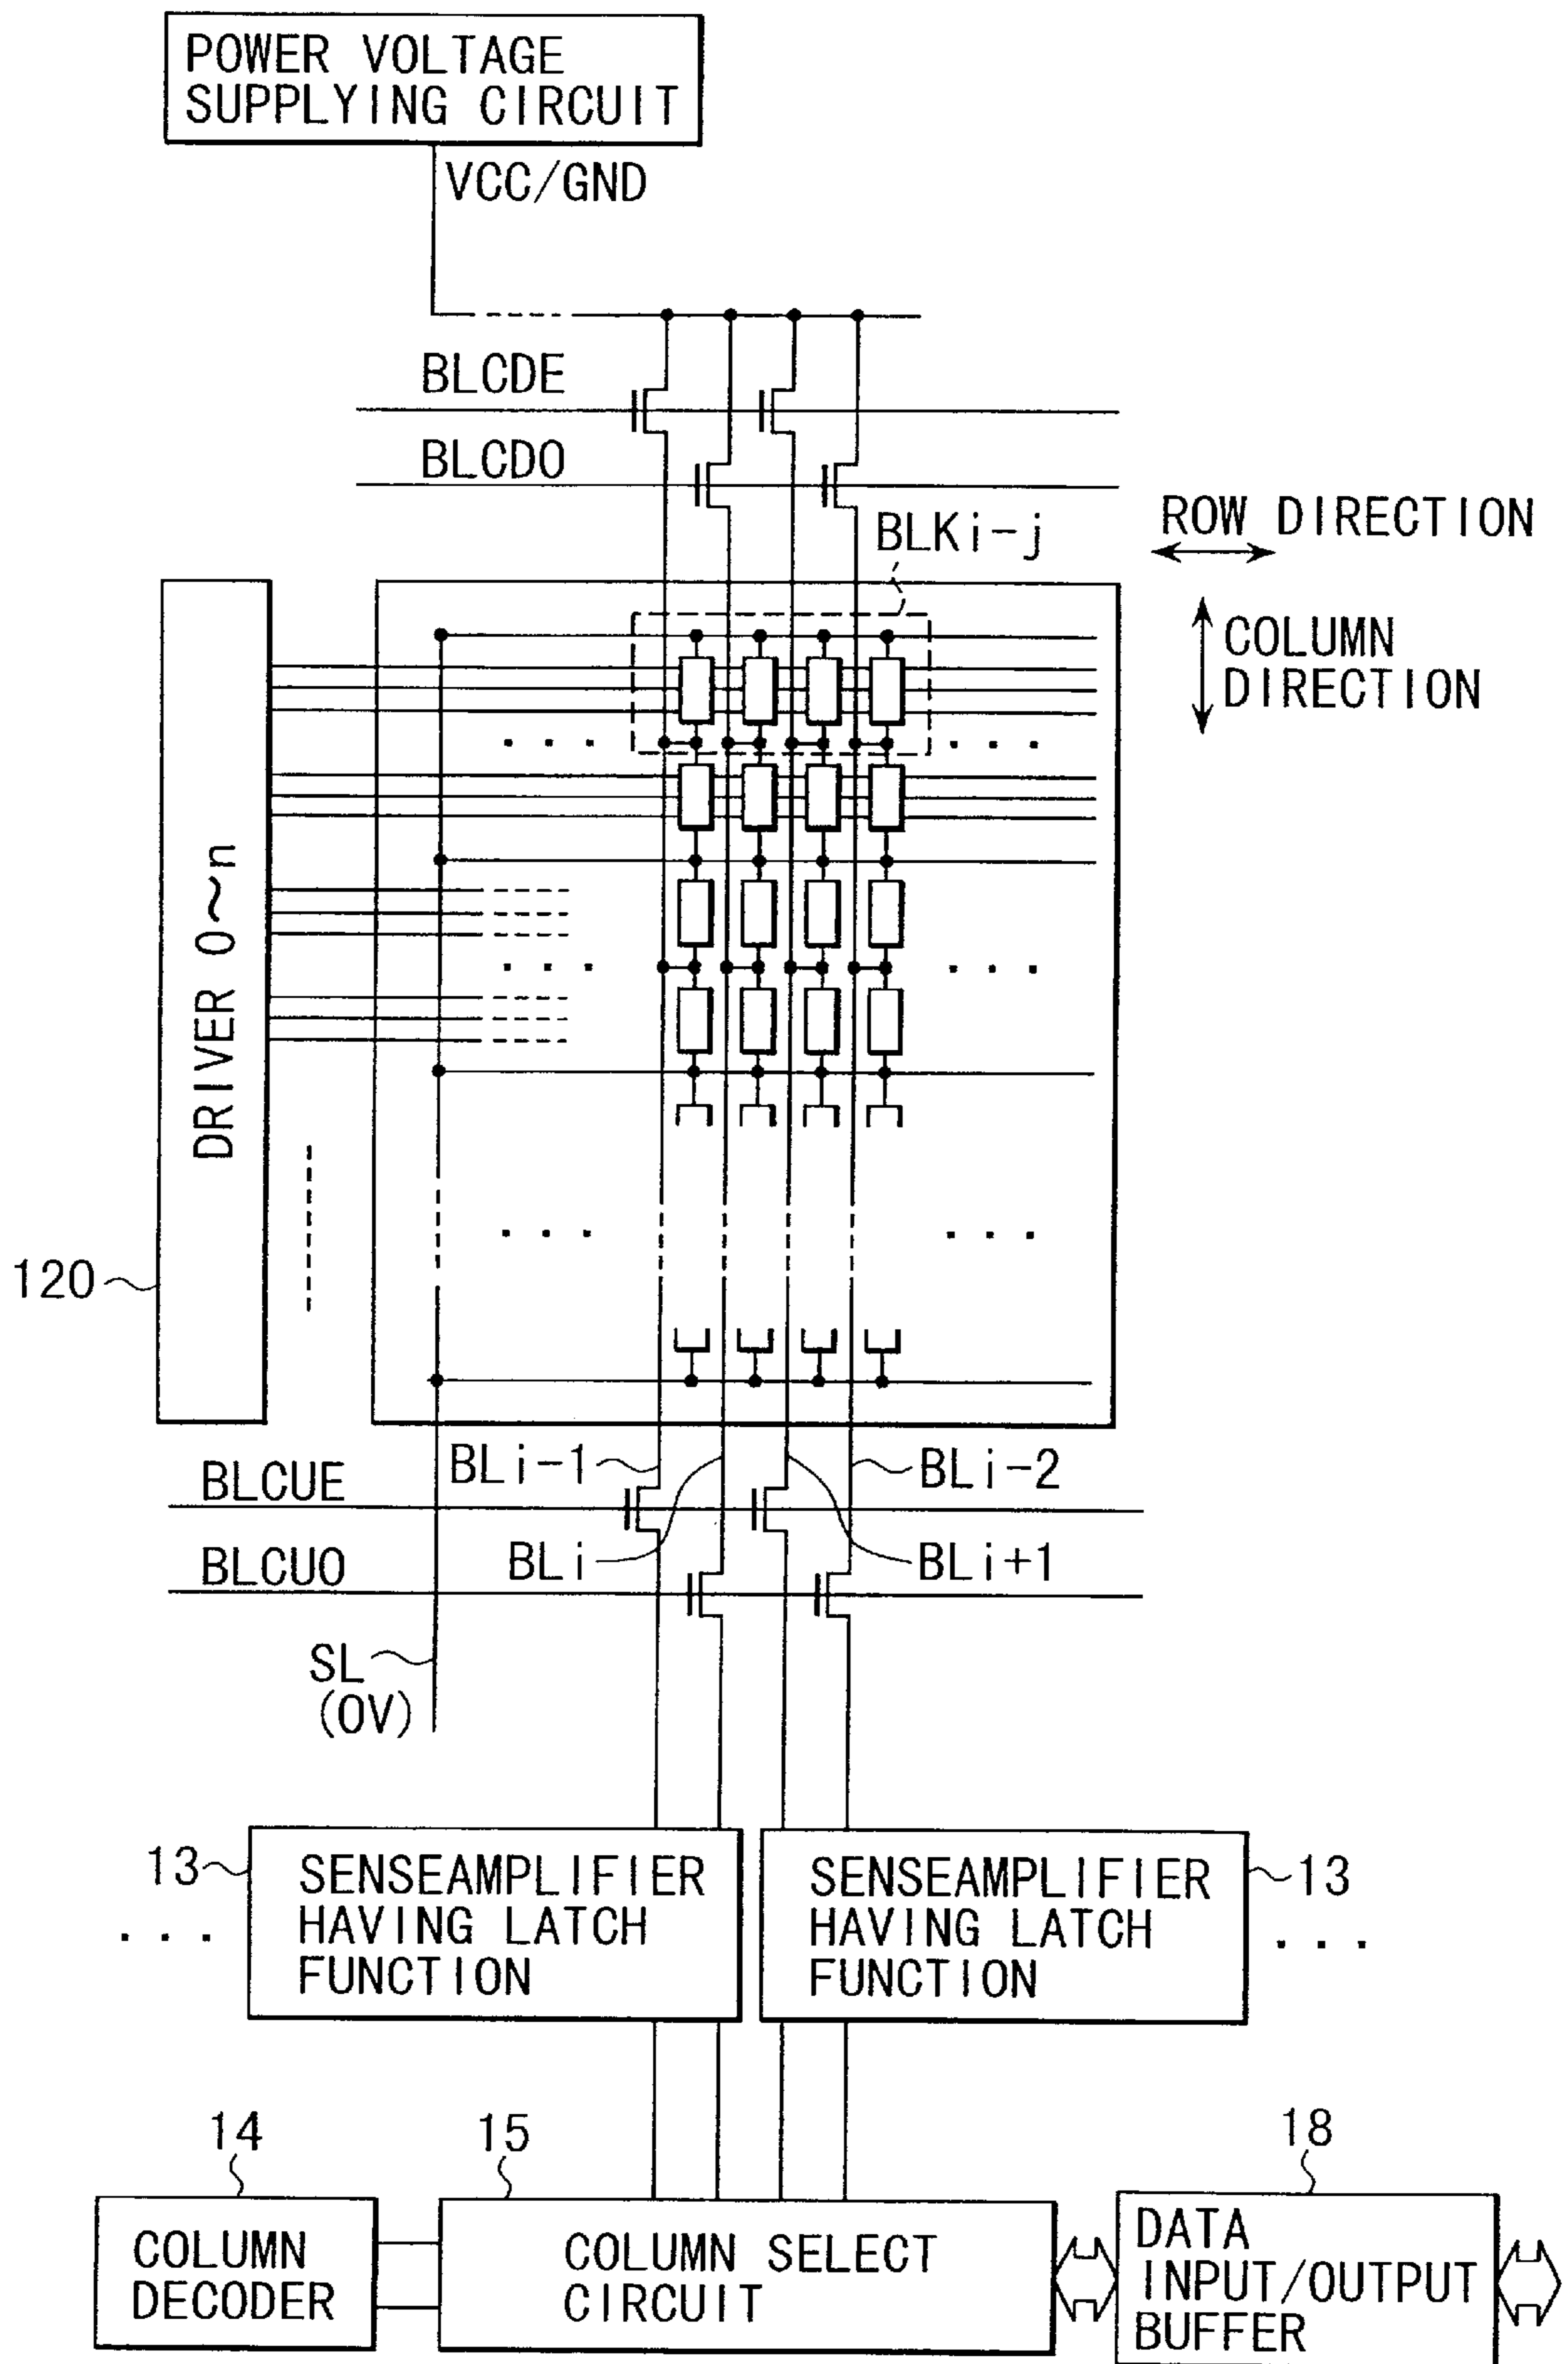 POWER VOLTAGE
SUPPLYING CIRCUIT
VCC/GND
BLCDE
BLCDO
BLKi-j
ROW DIRECTION
COLUMN
DIRECTION
DRIVER 0~n
120
BLi-1
BLi-2
BLCUE
BLi
BLi+1
BLCUO
SL
(0V)
13
SENSEAMPLIFIER
HAVING LATCH
FUNCTION
SENSEAMPLIFIER
HAVING LATCH
FUNCTION
13
14
15
18
COLUMN
DECODER
COLUMN SELECT
CIRCUIT
DATA
INPUT/OUTPUT
BUFFER